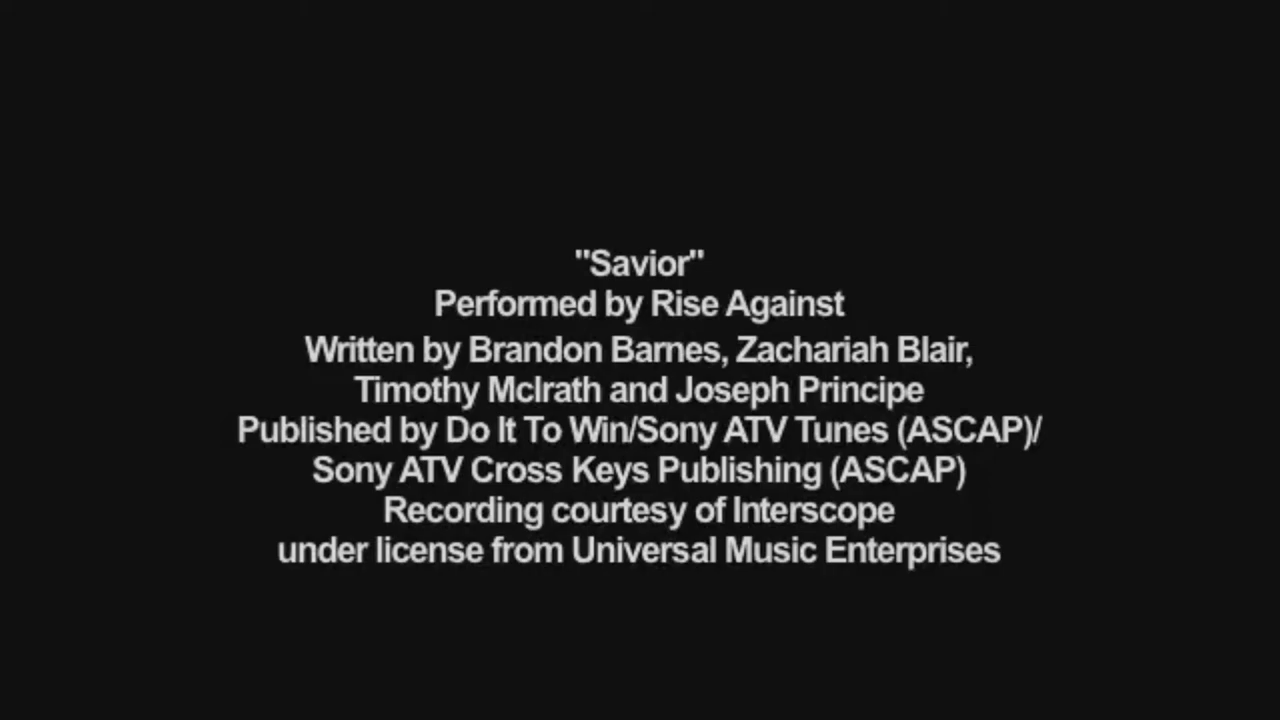 "Savior"
Performed by Rise Against
Written by Brandon Barnes, Zachariah Blair,
Timothy McIrath and Joseph Principe
Published by Do It To Win/Sony ATV Tunes (ASCAP)/
Sony ATV Cross Keys Publishing (ASCAP)
Recording courtesy of Interscope
under license from Universal Music Enterprises